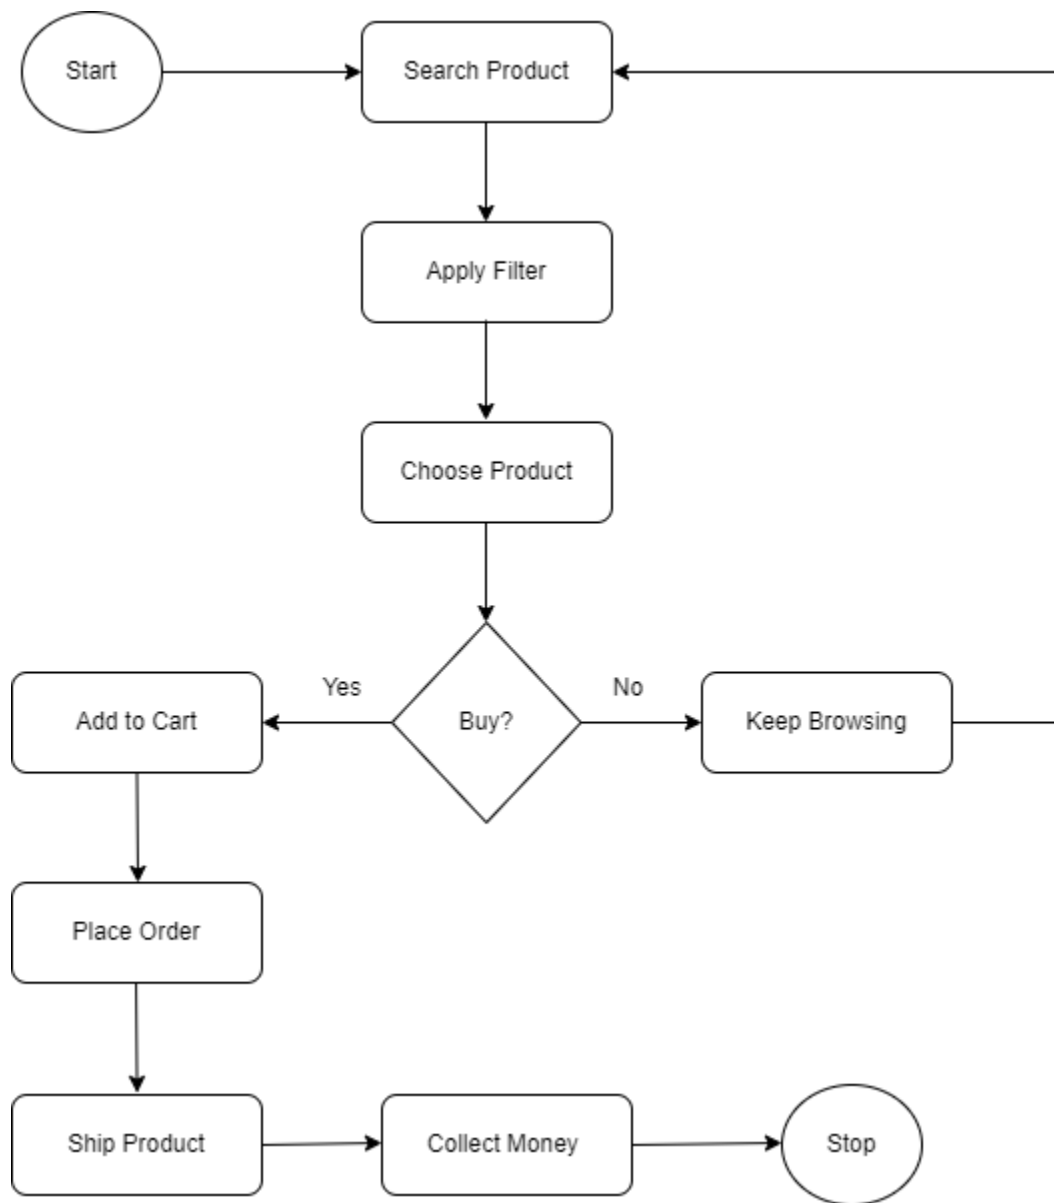 Start
Search Product
Apply Filter
Choose Product
Yes
No
Add to Cart
Buy?
Keep Browsing
Place Order
Ship Product
Collect Money
Stop